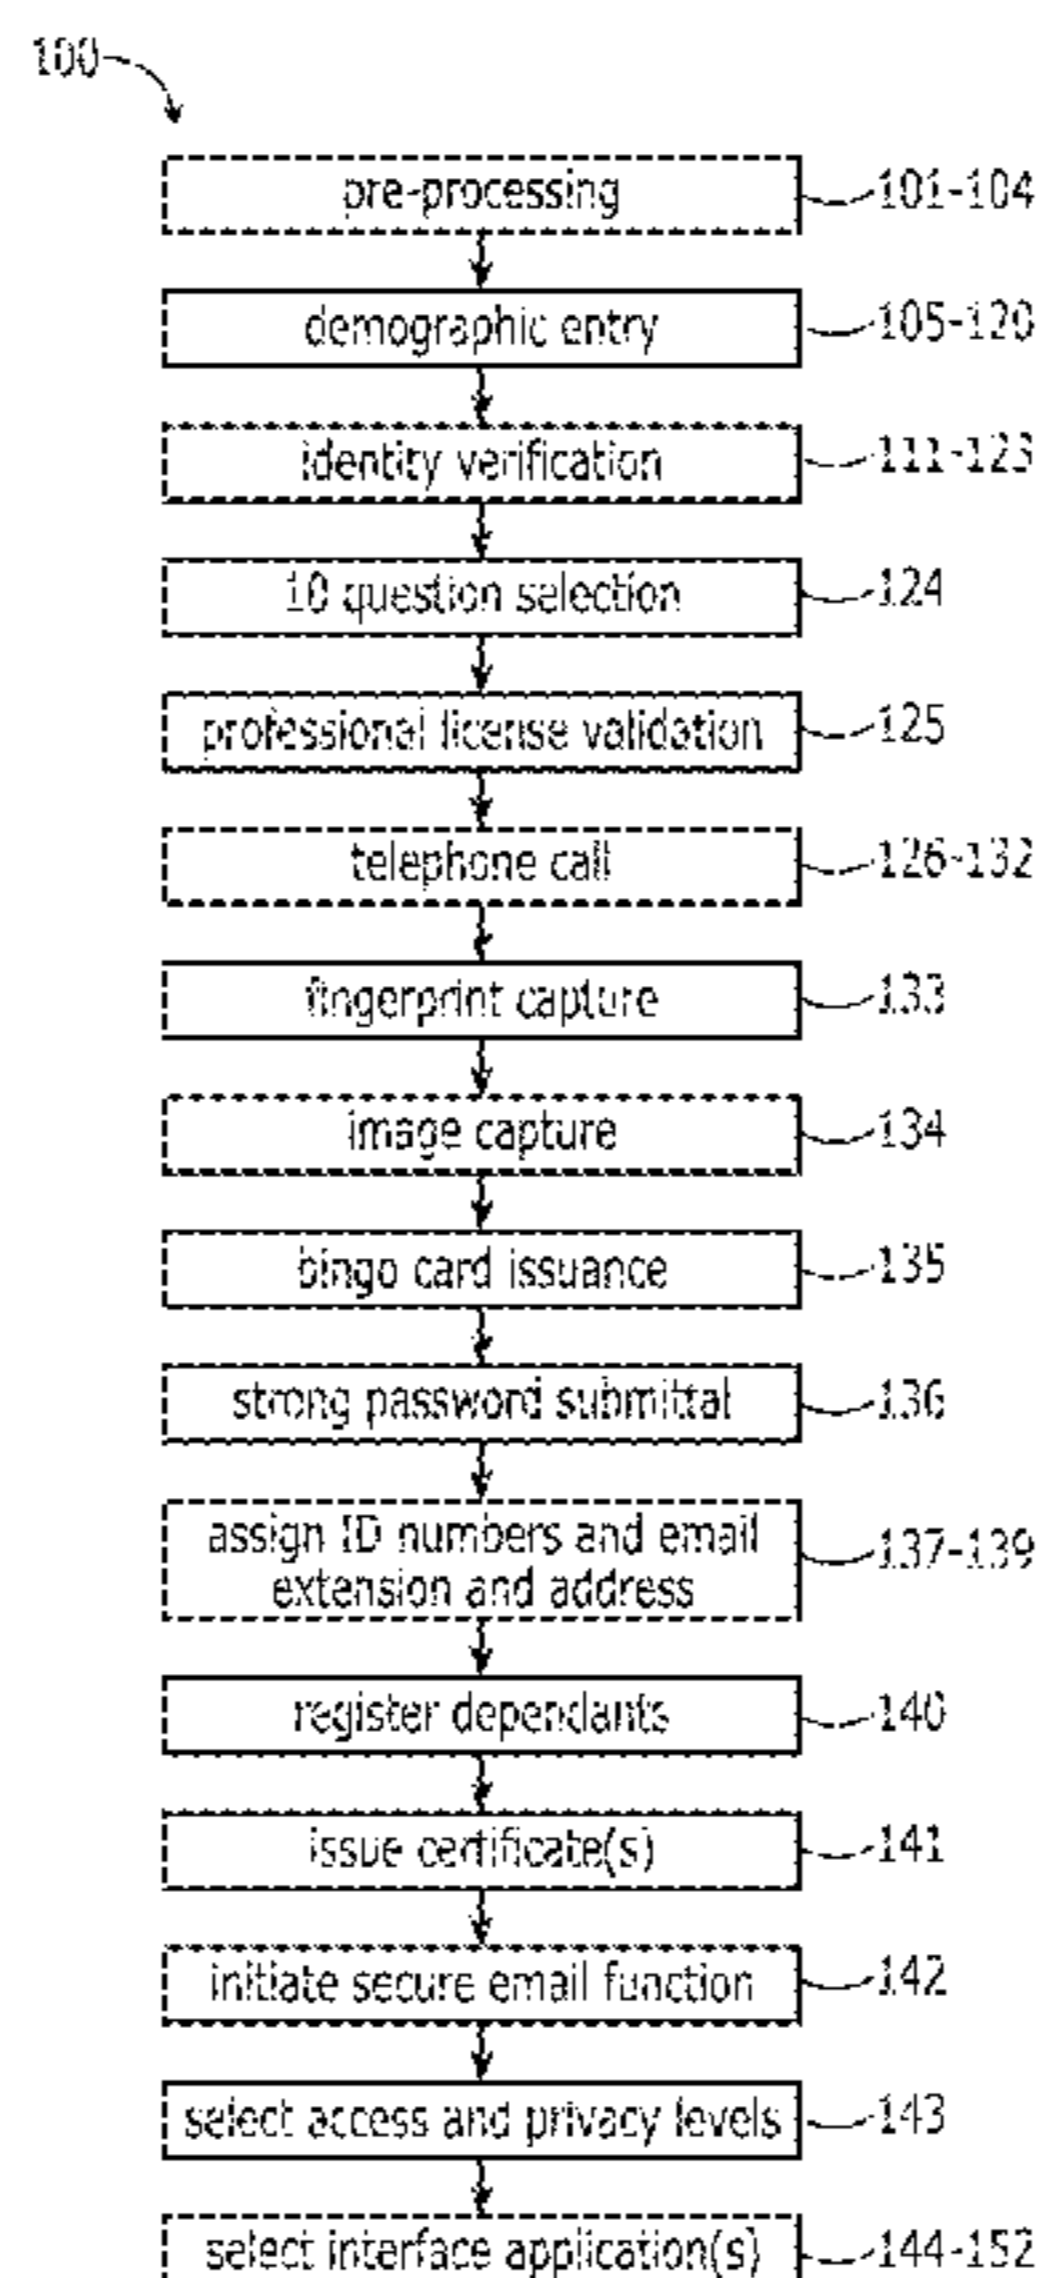 100
pre-processing 101-104
demographic entry 105-120
identity verification 111-123
10 question selection 124
professional license validation 125
telephone call 126-132
fingerprint capture 133
image capture 134
bingo card issuance 135
strong password submittal 136
assign ID numbers and email
extension and address 137-139
register dependants 140
issue certificate(s) 141
initiate secure email function 142
select access and privacy levels 143
select interface application(s) 144-152